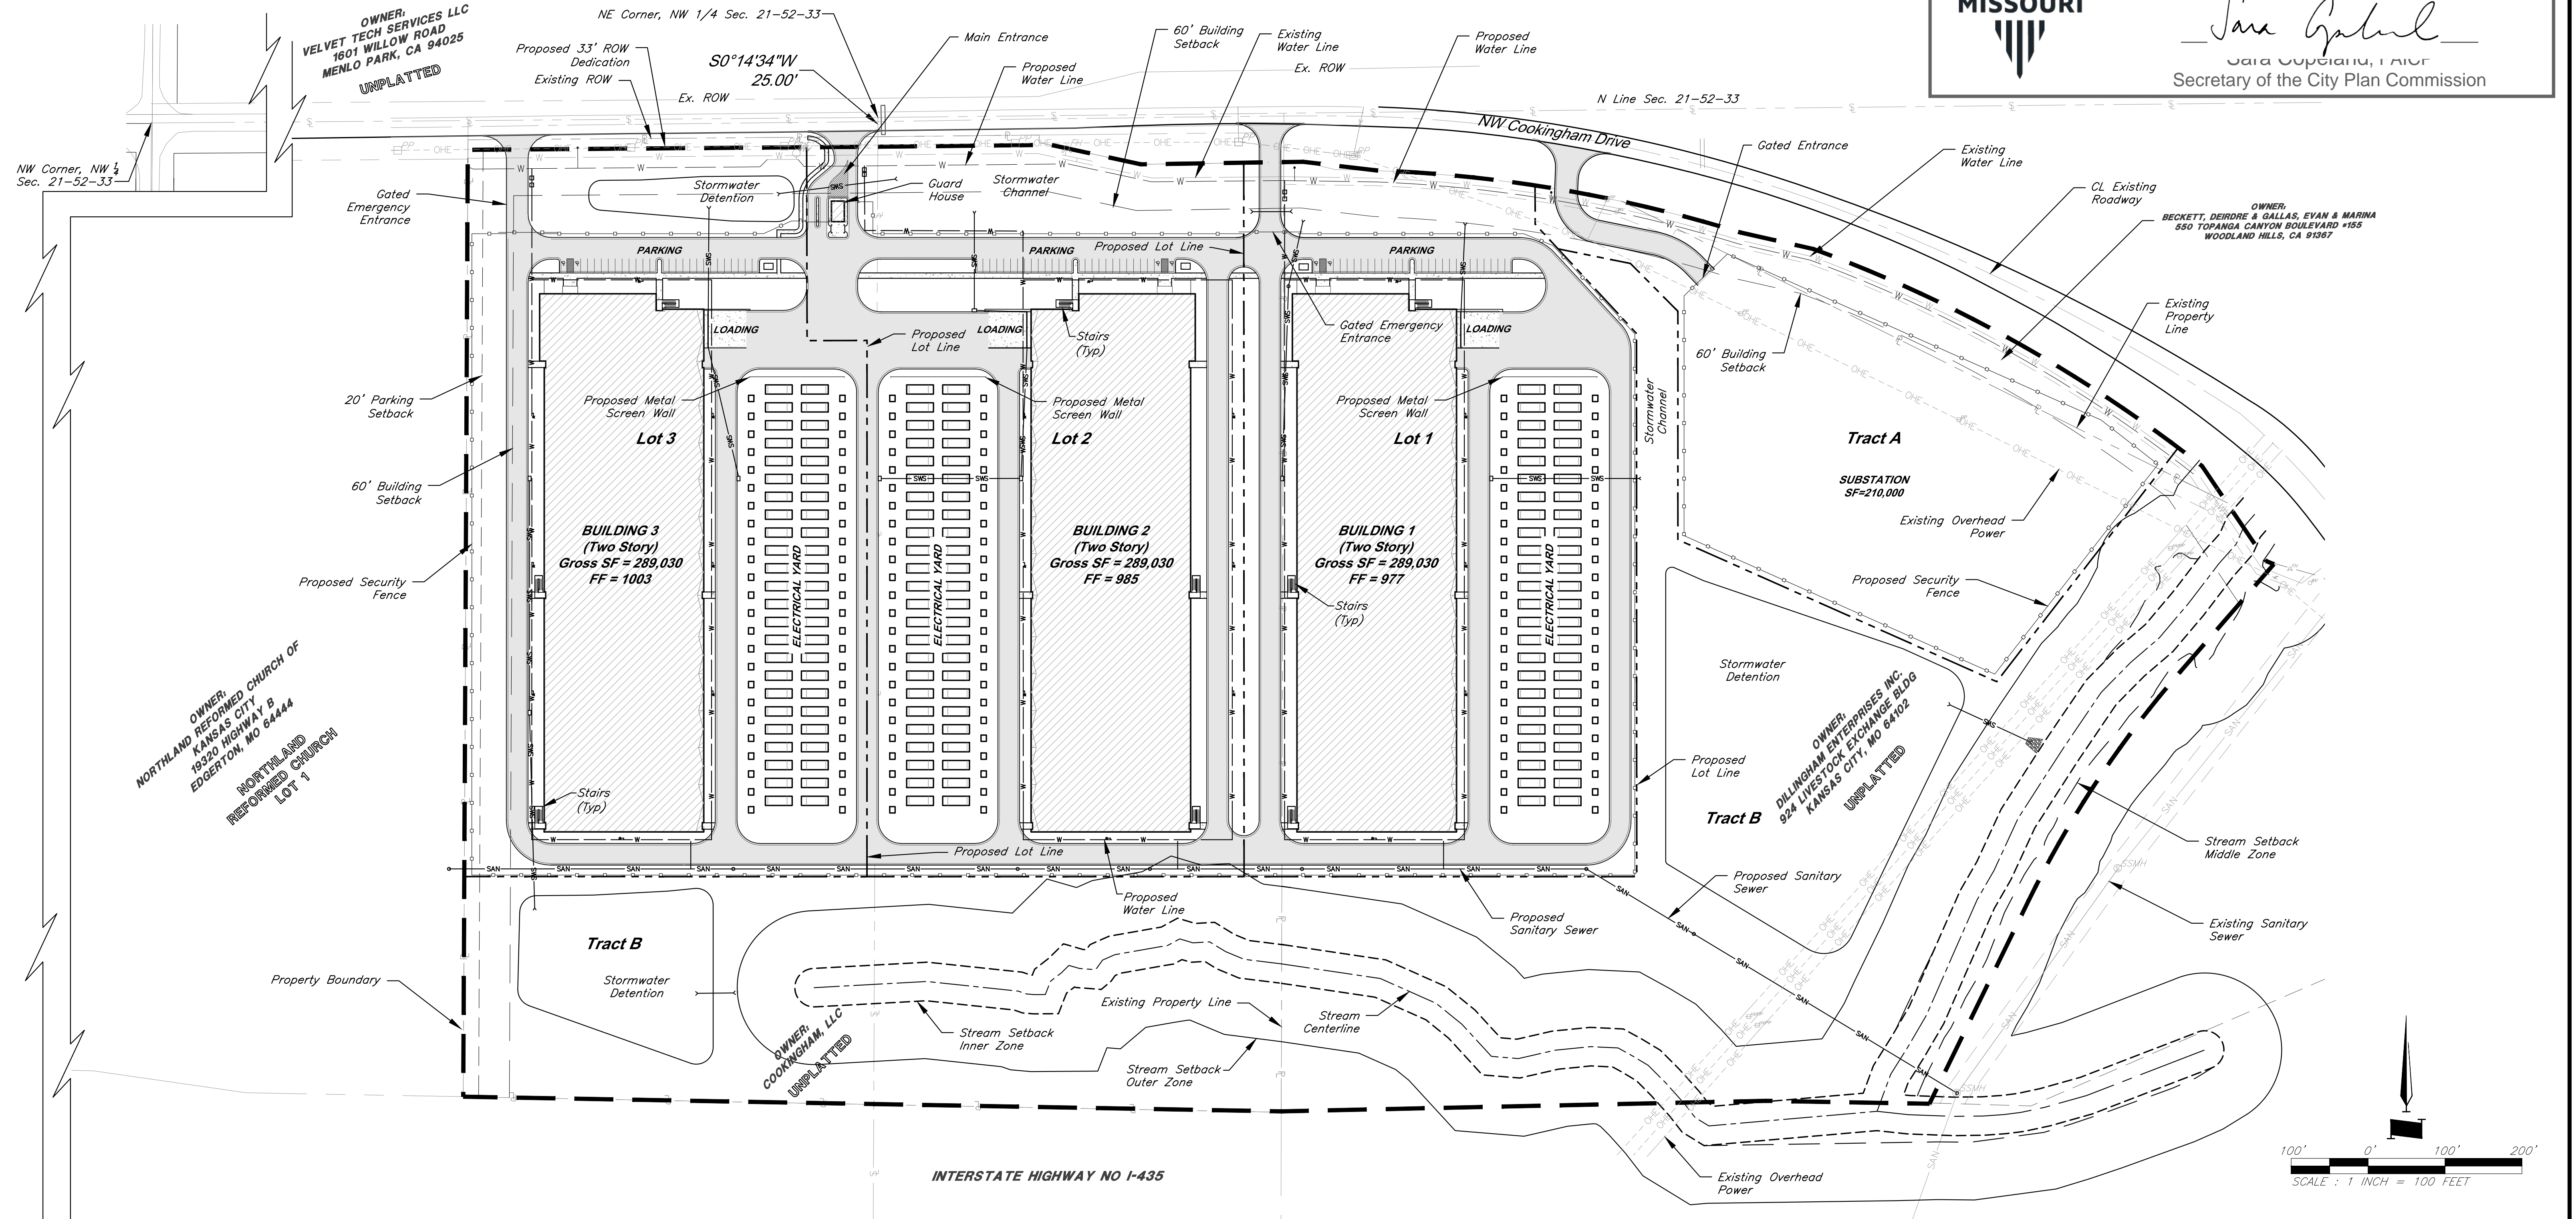 MISSOURI
Sara Copeland, FAICP
Secretary of the City Plan Commission
OWNER:
VELVET TECH SERVICES LLC
1601 WILLOW ROAD
MENLO PARK, CA 94025
UNPLATTED
NE Corner, NW 1/4 Sec. 21-52-33
Proposed 33' ROW
Dedication
Existing ROW
S0°14'34"W
25.00'
Ex. ROW
Main Entrance
Proposed
Water Line
60' Building
Setback
Existing
Water Line
Ex. ROW
Proposed
Water Line
N Line Sec. 21-52-33
NW Cookingham Drive
Gated Entrance
Existing
Water Line
CL Existing
Roadway
OWNER:
BECKETT, DEIRDRE & GALLAS, EVAN & MARINA
550 TOPANGA CANYON BOULEVARD #155
WOODLAND HILLS, CA 91367
NW Corner, NW ¼
Sec. 21-52-33
Gated
Emergency
Entrance
Stormwater
Detention
Guard
House
Stormwater
Channel
PARKING
PARKING
Proposed Lot Line
PARKING
LOADING
Proposed
Lot Line
LOADING
Stairs
(Typ)
Gated Emergency
Entrance
LOADING
60' Building
Setback
Existing
Property
Line
20' Parking
Setback
Proposed Metal
Screen Wall
Proposed Metal
Screen Wall
Proposed Metal
Screen Wall
Stormwater
Channel
Lot 3
Lot 2
Lot 1
Tract A
60' Building
Setback
SUBSTATION
SF=210,000
Existing Overhead
Power
BUILDING 3
(Two Story)
Gross SF = 289,030
FF = 1003
ELECTRICAL YARD
ELECTRICAL YARD
BUILDING 2
(Two Story)
Gross SF = 289,030
FF = 985
BUILDING 1
(Two Story)
Gross SF = 289,030
FF = 977
ELECTRICAL YARD
Proposed Security
Fence
Stairs
(Typ)
Proposed Security
Fence
OWNER:
NORTHLAND REFORMED CHURCH OF
KANSAS CITY
19320 HIGHWAY B
EDGERTON, MO 64444
NORTHLAND
REFORMED CHURCH
LOT 1
Stormwater
Detention
OWNER:
DILLINGHAM ENTERPRISES INC.
924 LIVESTOCK EXCHANGE BLDG
KANSAS CITY, MO 64102
UNPLATTED
Stairs
(Typ)
Proposed
Lot Line
Tract B
Proposed Lot Line
Stream Setback
Middle Zone
Proposed Sanitary
Sewer
Proposed
Water Line
Proposed
Sanitary Sewer
Existing Sanitary
Sewer
SSMH
Tract B
Stormwater
Detention
Property Boundary
Existing Property Line
Stream
Centerline
Stream Setback
Inner Zone
OWNER:
COOKINGHAM, LLC
UNPLATTED
Stream Setback
Outer Zone
SSMH
INTERSTATE HIGHWAY NO I-435
Existing Overhead
Power
100' 0' 100' 200'
SCALE : 1 INCH = 100 FEET